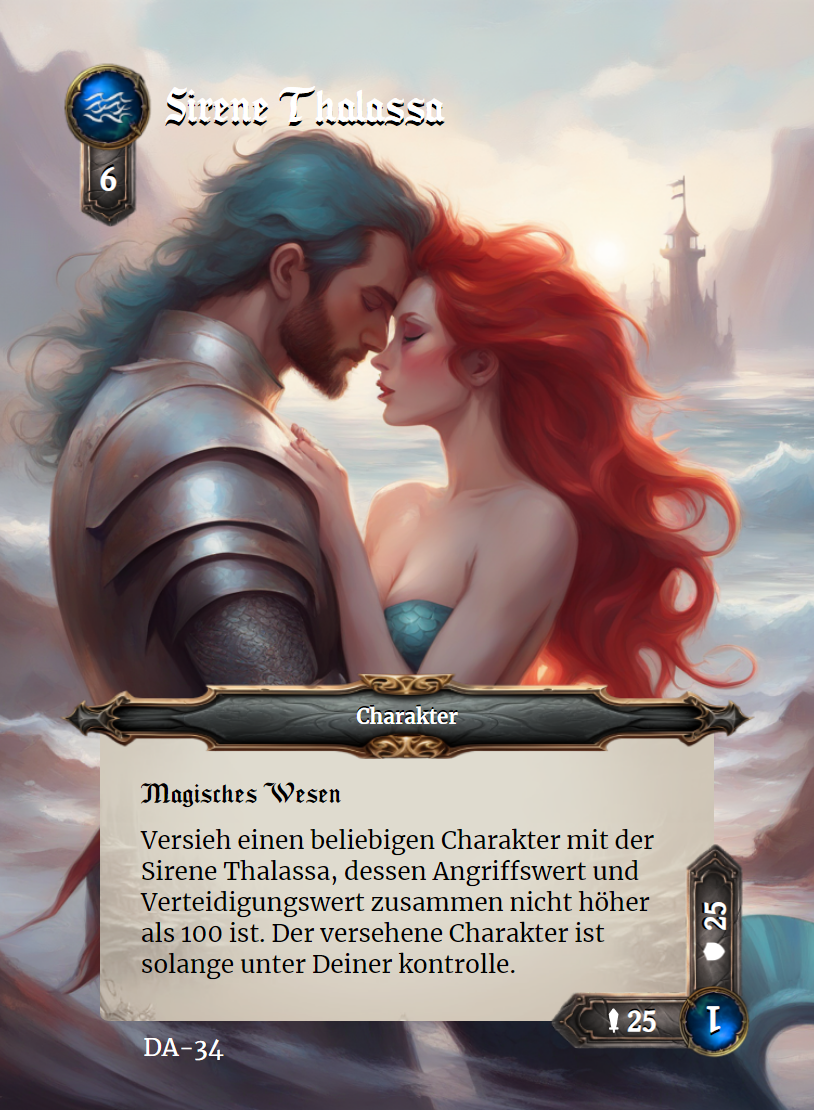 Sirene Thalassa
6
Charakter
Magisches Wesen
Versieh einen beliebigen Charakter mit der
Sirene Thalassa, dessen Angriffswert und
Verteidigungswert zusammen nicht höher
als 100 ist. Der versehene Charakter ist
solange unter Deiner kontrolle.
25
25
1
DA-34